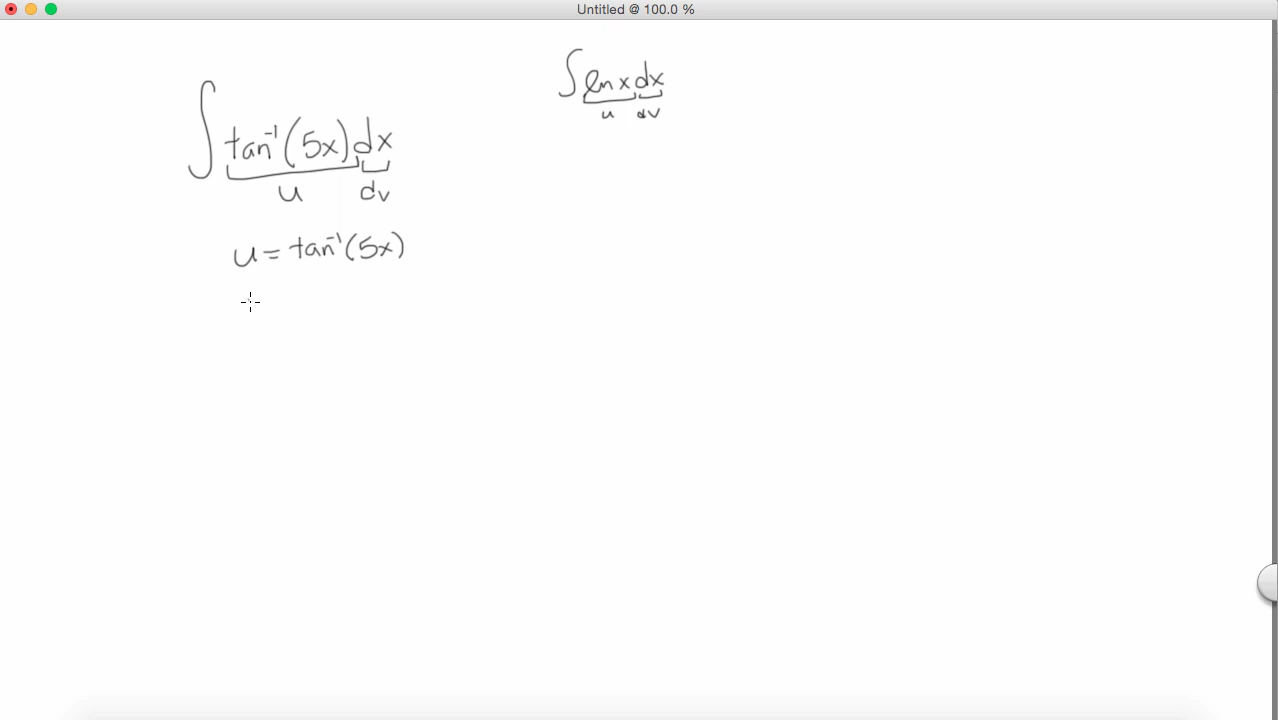 Untitled @ 100.0 %
∫ tan⁻¹(5x) dx
u dv
u = tan⁻¹(5x)
∫ ln x dx
u dv